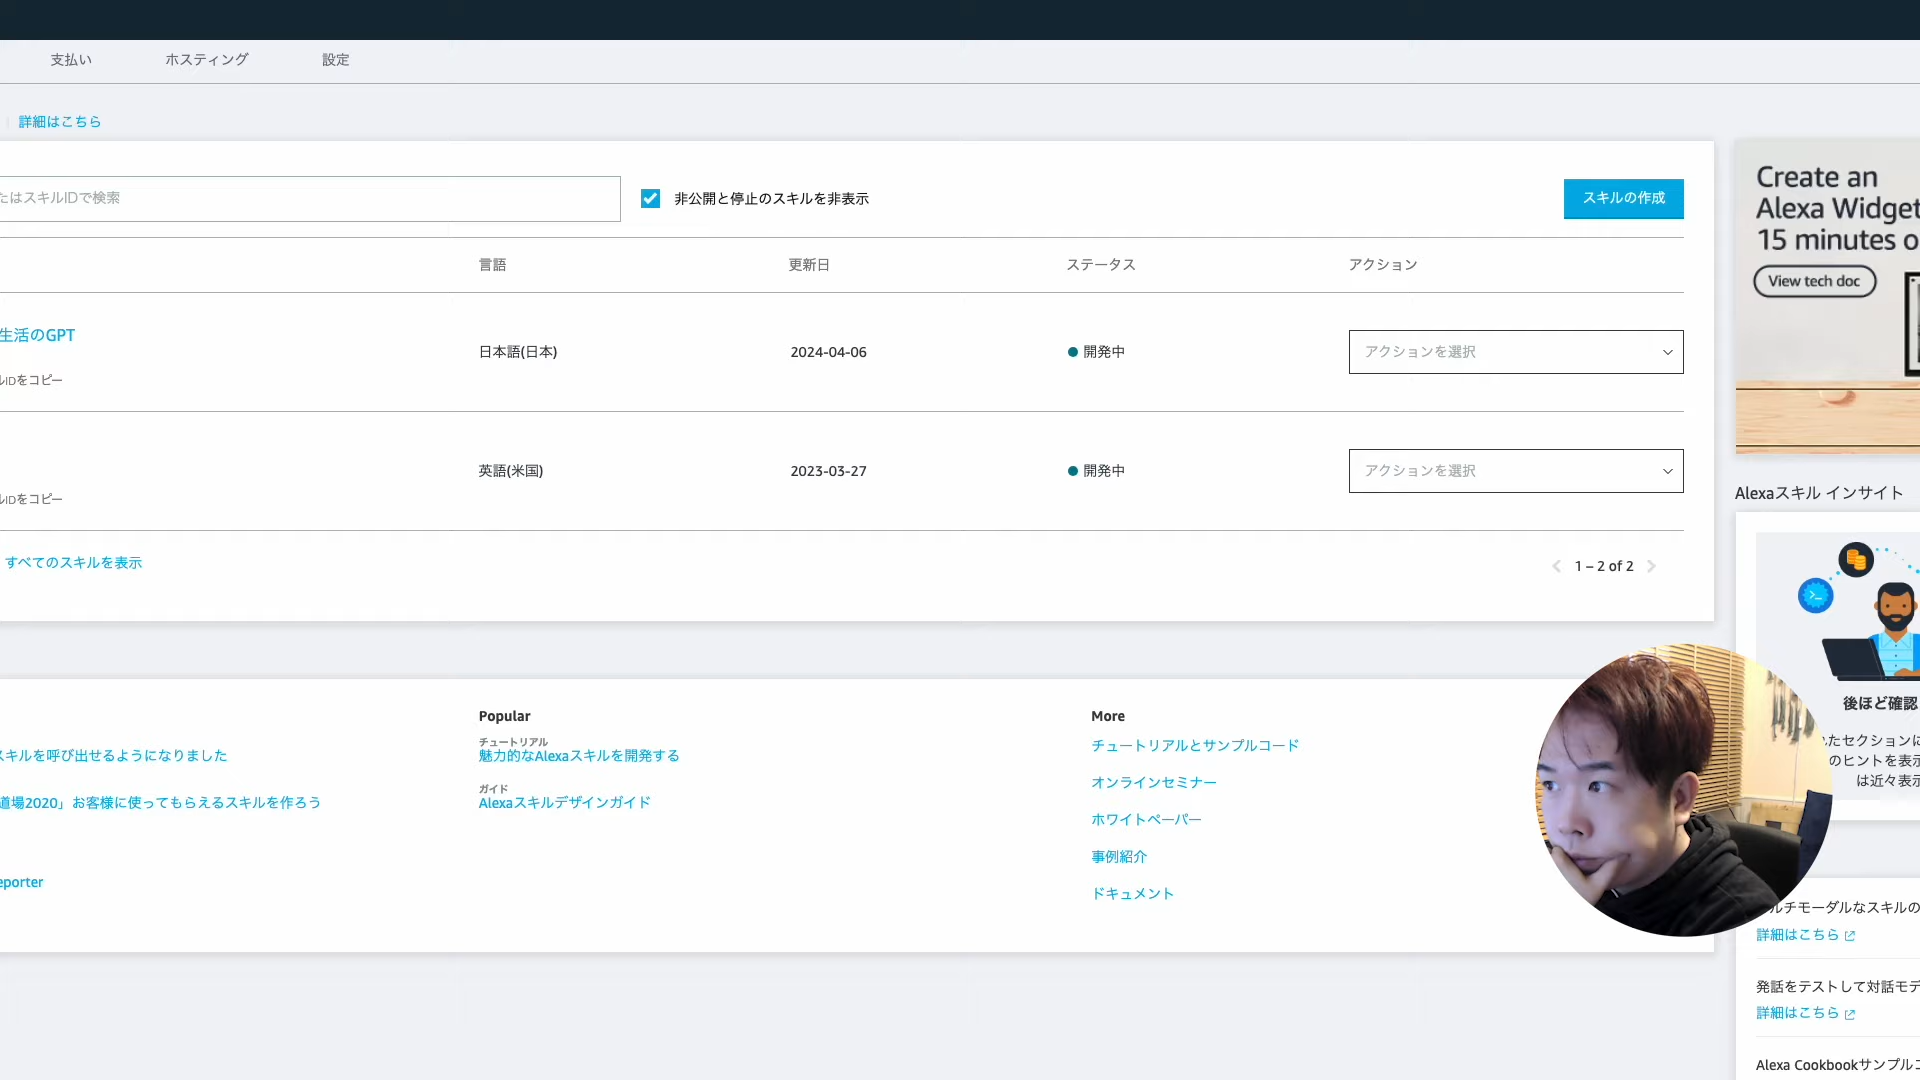 支払い
ホスティング
設定
詳細はこちら
たはスキルIDで検索
非公開と停止のスキルを非表示
スキルの作成
言語
更新日
ステータス
アクション
生活のGPT
日本語(日本)
2024-04-06
開発中
アクションを選択
ルIDをコピー
英語(米国)
2023-03-27
開発中
アクションを選択
ルIDをコピー
すべてのスキルを表示
1 – 2 of 2
スキルを呼び出せるようになりました
道場2020」お客様に使ってもらえるスキルを作ろう
eporter
Popular
チュートリアル
魅力的なAlexaスキルを開発する
ガイド
Alexaスキルデザインガイド
More
チュートリアルとサンプルコード
オンラインセミナー
ホワイトペーパー
事例紹介
ドキュメント
Create an
Alexa Widget
15 minutes o
View tech doc
Alexaスキル インサイト
後ほど確認
たセクションに
のヒントを表示
は近々表示
ルチモーダルなスキルの
詳細はこちら
発話をテストして対話モデ
詳細はこちら
Alexa Cookbookサンプルコ